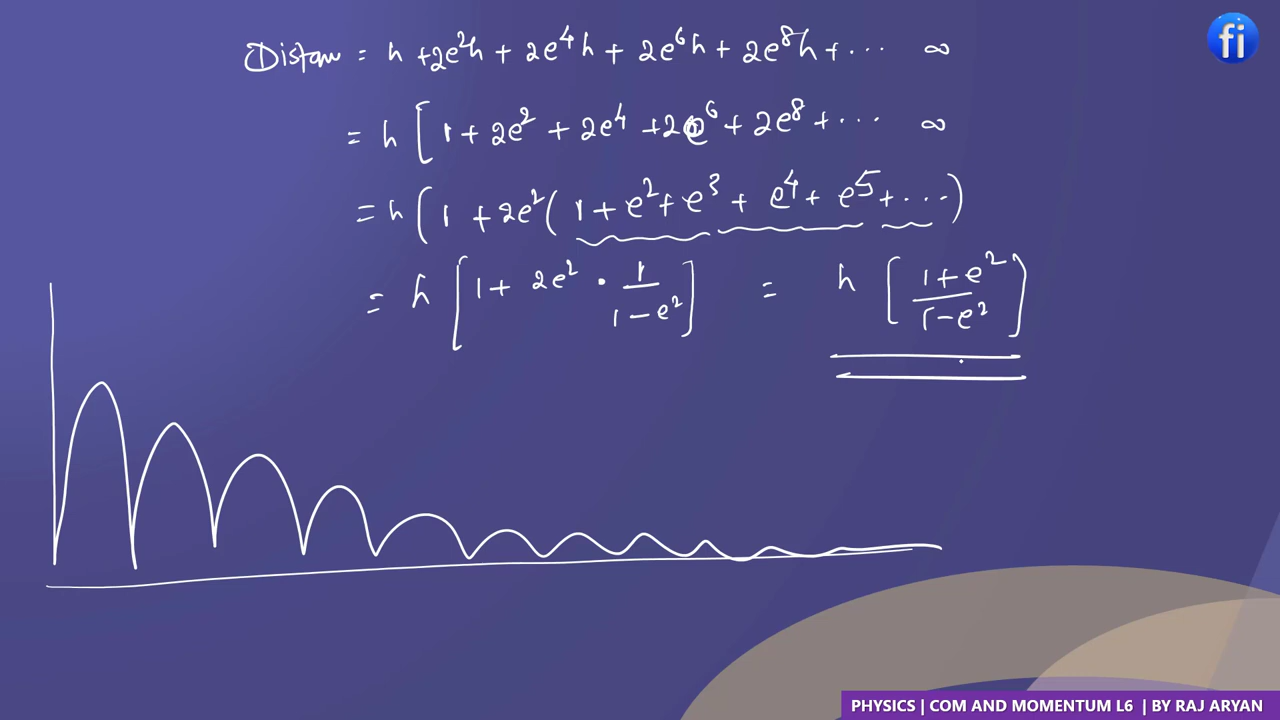 fi
Distan = h + 2e²h + 2e⁴h + 2e⁶h + 2e⁸h + ... ∞
= h [ 1 + 2e² + 2e⁴ + 2e⁶ + 2e⁸ + ... ∞
= h ( 1 + 2e² ( 1 + e² + e³ + e⁴ + e⁵ + ... )
= h [ 1 + 2e² · 1/(1 - e²) ] = h [ (1 + e²)/(1 - e²) ]
PHYSICS | COM AND MOMENTUM L6 | BY RAJ ARYAN